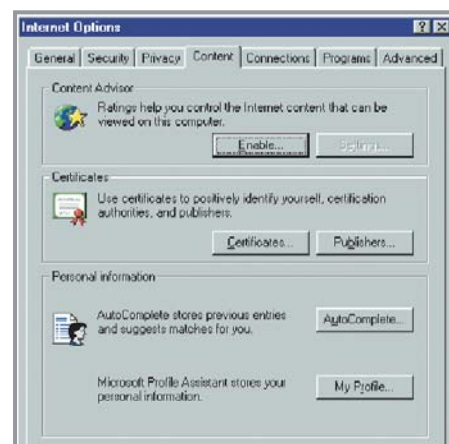 Internet Options
General Security Privacy Content Connections Programs Advanced
Content Advisor
Ratings help you control the Internet content that can be
viewed on this computer.
Enable... Settings...
Certificates
Use certificates to positively identify yourself, certification
authorities, and publishers.
Certificates... Publishers...
Personal information
AutoComplete stores previous entries
and suggests matches for you.
AutoComplete...
Microsoft Profile Assistant stores your
personal information.
My Profile...